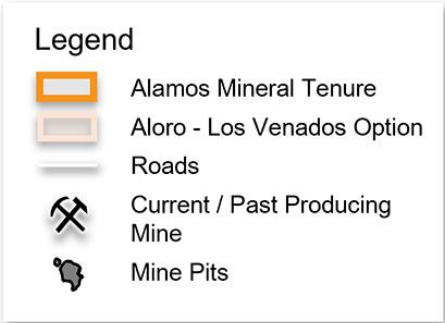 Legend
Alamos Mineral Tenure
Aloro - Los Venados Option
Roads
Current / Past Producing
Mine
Mine Pits